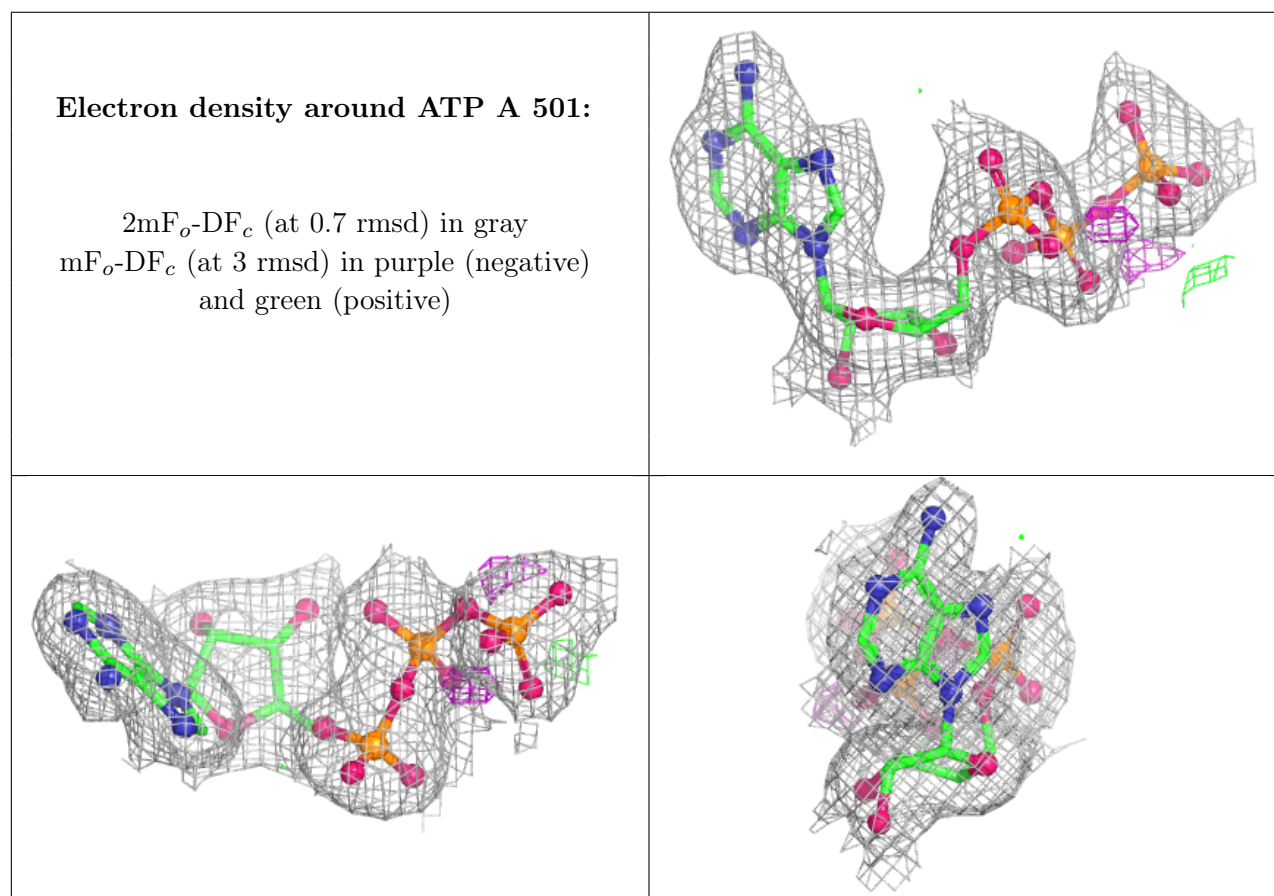 Electron density around ATP A 501:
2mFo-DFc (at 0.7 rmsd) in gray
mFo-DFc (at 3 rmsd) in purple (negative)
and green (positive)